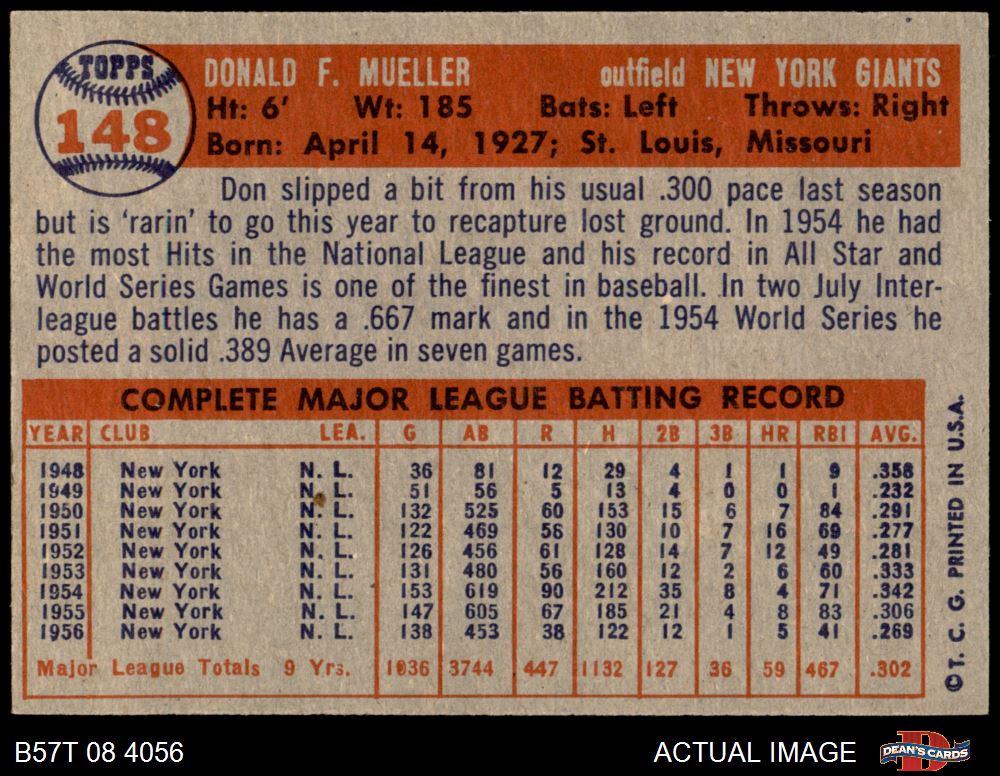 TOPPS
148
DONALD F. MUELLER outfield NEW YORK GIANTS
Ht: 6' Wt: 185 Bats: Left Throws: Right
Born: April 14, 1927; St. Louis, Missouri
Don slipped a bit from his usual .300 pace last season
but is 'rarin' to go this year to recapture lost ground. In 1954 he had
the most Hits in the National League and his record in All Star and
World Series Games is one of the finest in baseball. In two July Inter-
league battles he has a .667 mark and in the 1954 World Series he
posted a solid .389 Average in seven games.
COMPLETE MAJOR LEAGUE BATTING RECORD
YEAR CLUB LEA. G AB R H 2B 3B HR RBI AVG.
1948 New York N. L. 36 81 12 29 4 1 1 9 .358
1949 New York N. L. 51 56 5 13 4 0 0 1 .232
1950 New York N. L. 132 525 60 153 15 6 7 84 .291
1951 New York N. L. 122 469 58 130 10 7 16 69 .277
1952 New York N. L. 126 456 61 128 14 7 12 49 .281
1953 New York N. L. 131 480 56 160 12 2 6 60 .333
1954 New York N. L. 153 619 90 212 35 8 4 71 .342
1955 New York N. L. 147 605 67 185 21 4 8 83 .306
1956 New York N. L. 138 453 38 122 12 1 5 41 .269
Major League Totals 9 Yrs. 1036 3744 447 1132 127 36 59 467 .302
©T. C. G. PRINTED IN U.S.A.
B57T 08 4056 ACTUAL IMAGE DEAN'S CARDS